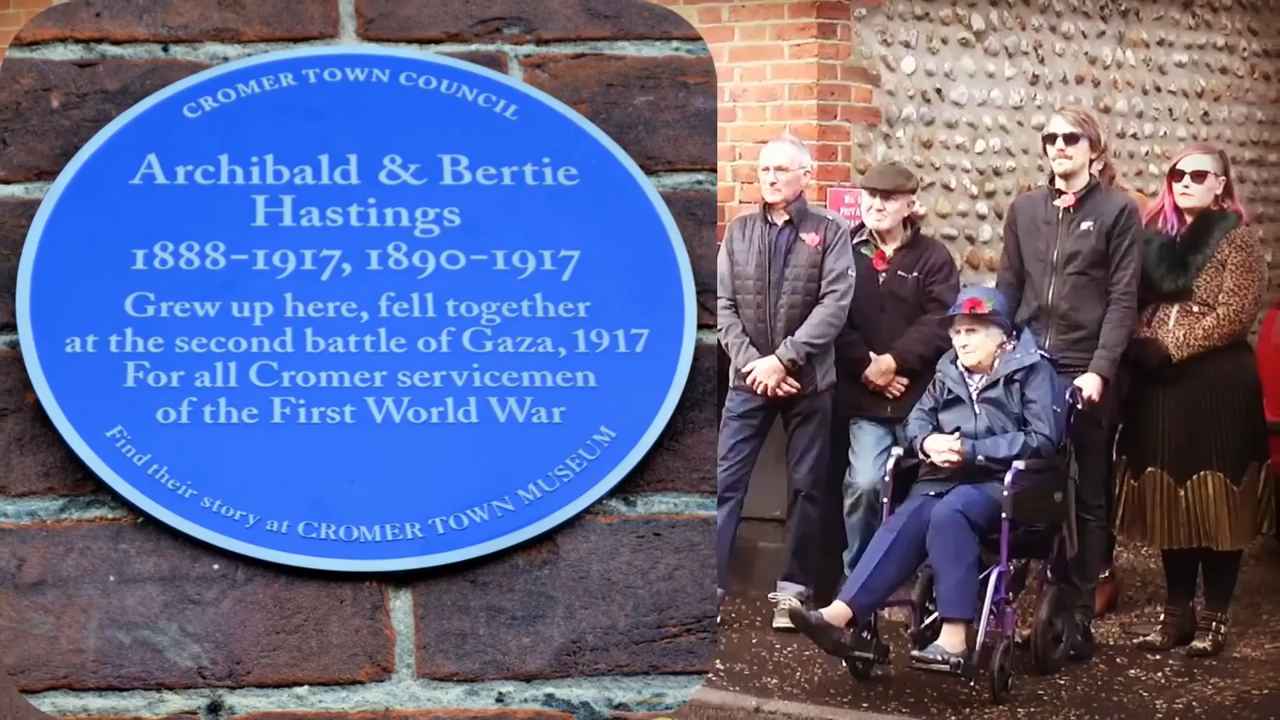 CROMER TOWN COUNCIL
Archibald & Bertie
Hastings
1888-1917, 1890-1917
Grew up here, fell together
at the second battle of Gaza, 1917
For all Cromer servicemen
of the First World War
Find their story at CROMER TOWN MUSEUM